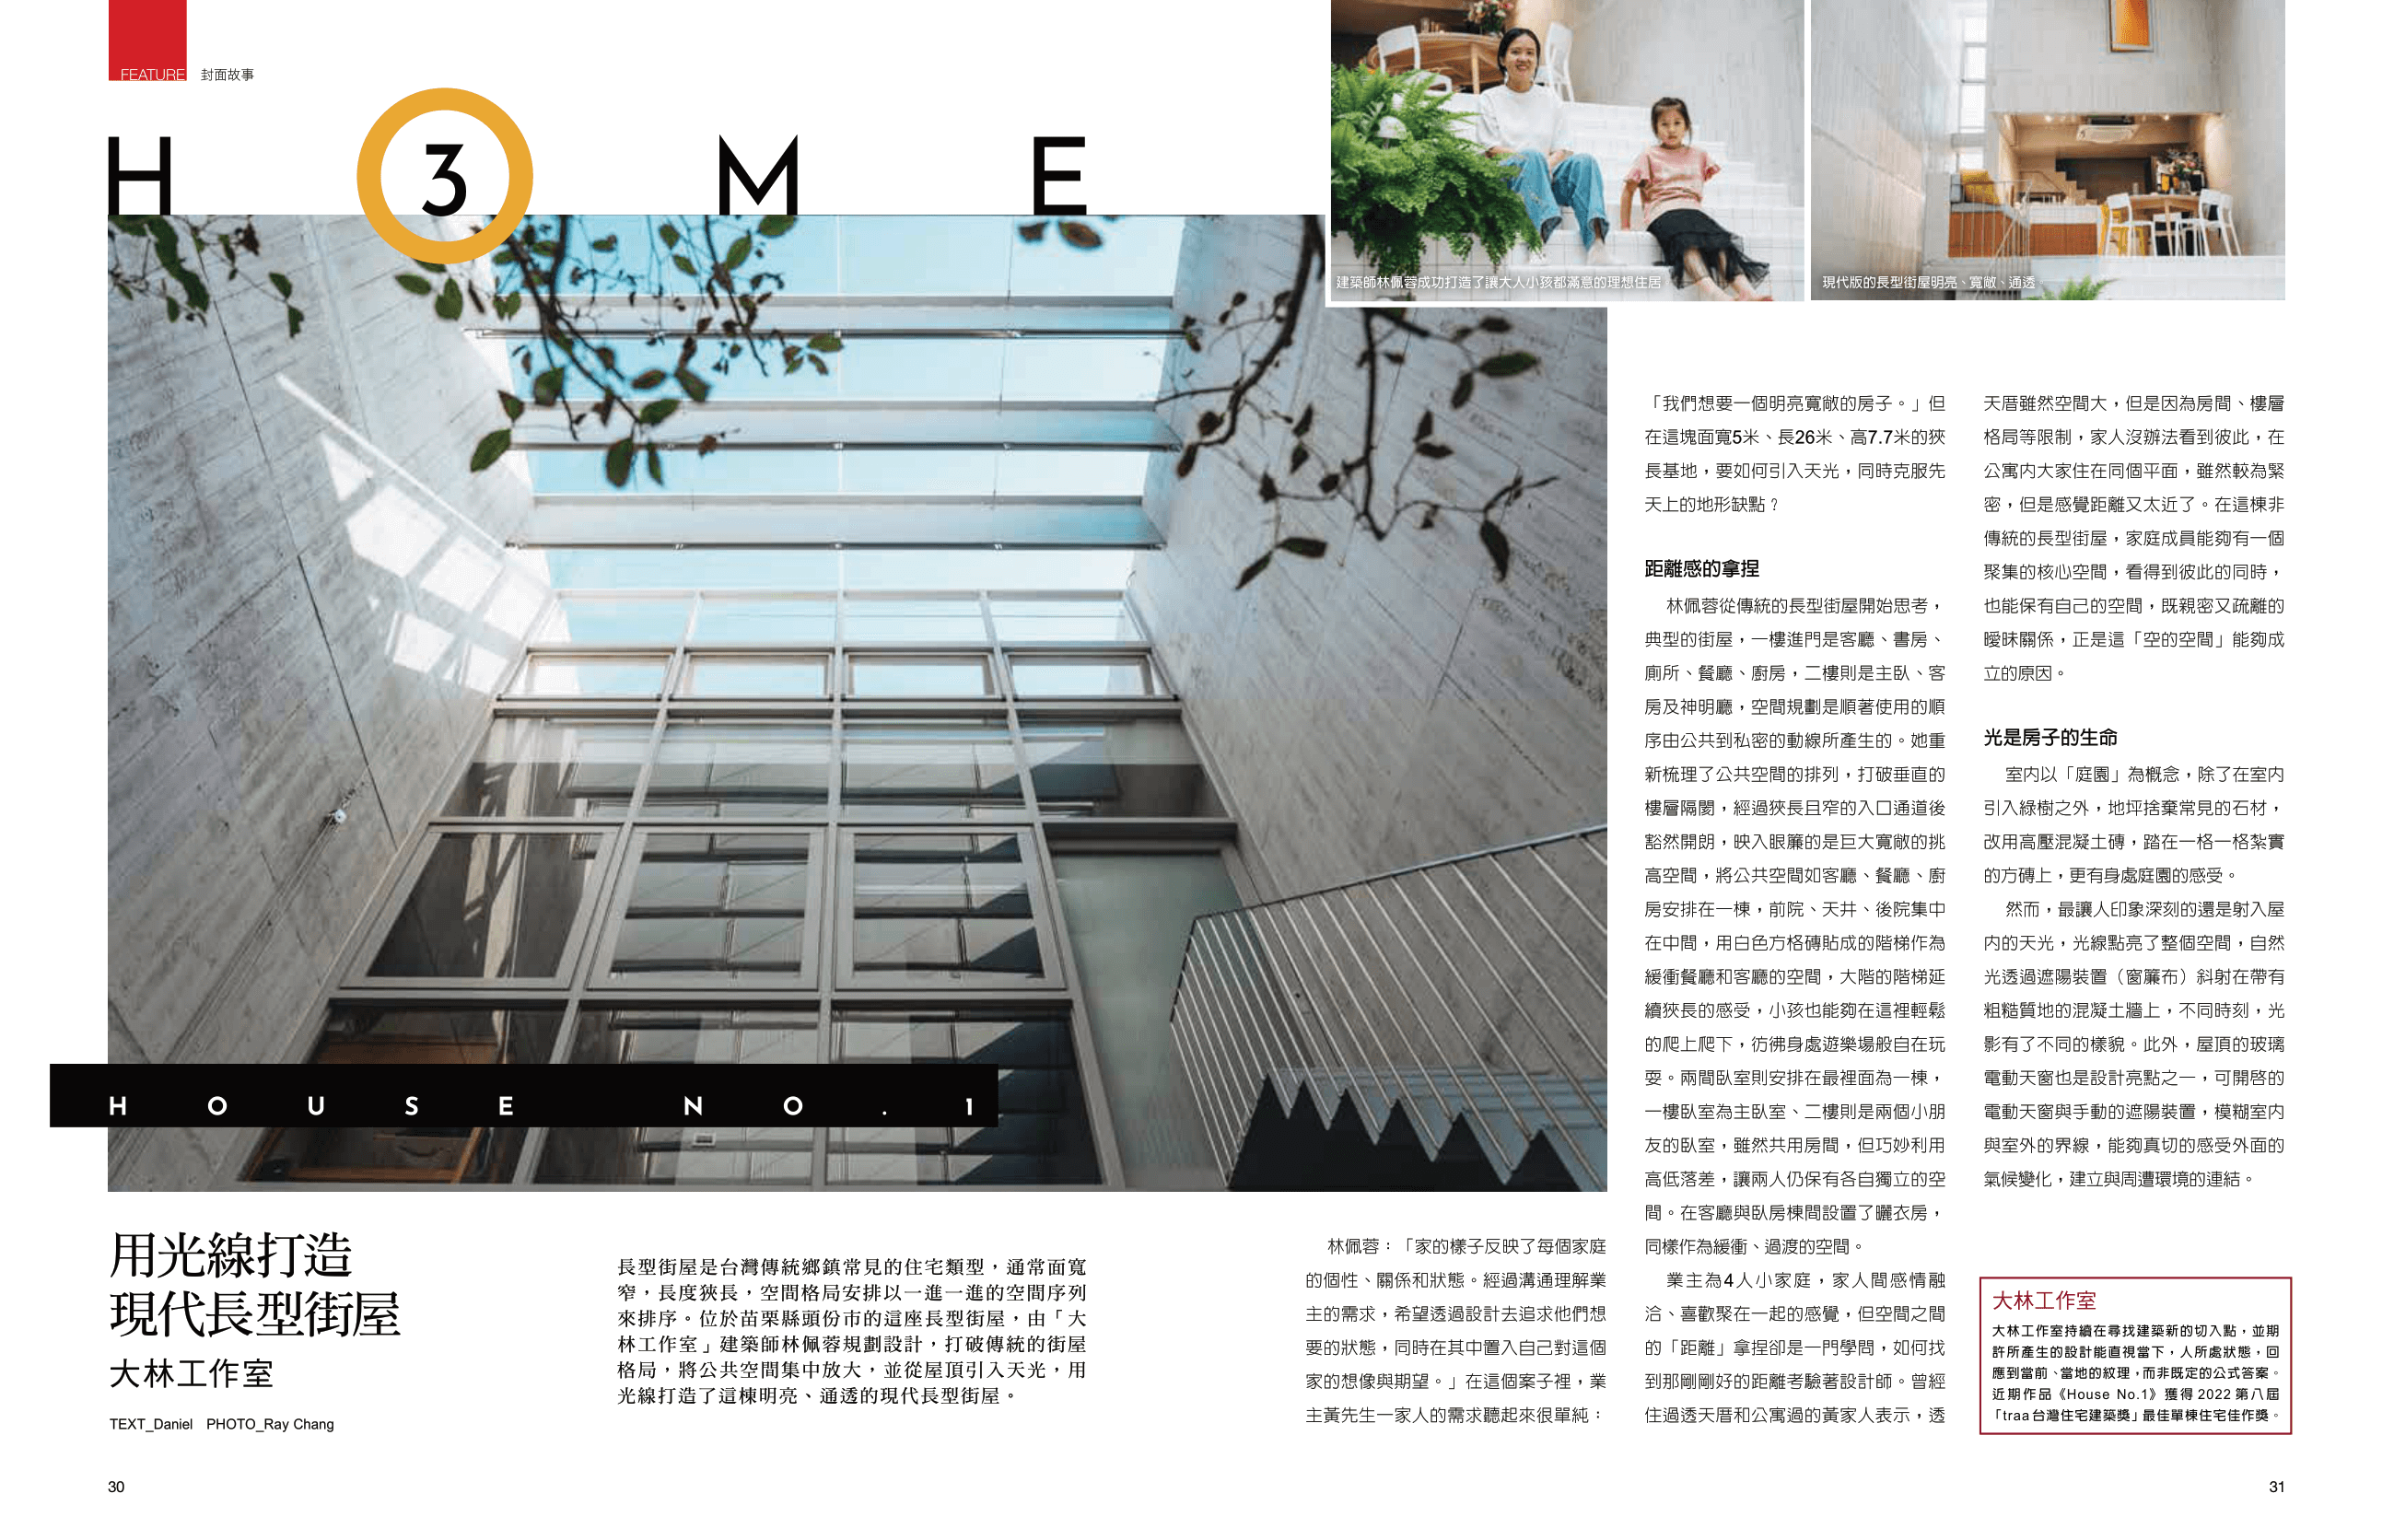 FEATURE 封面故事
H 3 M E
建築師林佩蓉成功打造了讓大人小孩都滿意的理想住居
現代版的長型街屋明亮、寬敞、通透
HOUSE NO.1
用光線打造
現代長型街屋
大林工作室
TEXT_Daniel PHOTO_Ray Chang
長型街屋是台灣傳統鄉鎮常見的住宅類型，通常面寬
窄，長度狹長，空間格局安排以一進一進的空間序列
來排序。位於苗栗縣頭份市的這座長型街屋，由「大
林工作室」建築師林佩蓉規劃設計，打破傳統的街屋
格局，將公共空間集中放大，並從屋頂引入天光，用
光線打造了這棟明亮、通透的現代長型街屋。
林佩蓉：「家的樣子反映了每個家庭
的個性、關係和狀態。經過溝通理解業
主的需求，希望透過設計去追求他們想
要的狀態，同時在其中置入自己對這個
家的想像與期望。」在這個案子裡，業
主黃先生一家人的需求聽起來很單純：
「我們想要一個明亮寬敞的房子。」但
在這塊面寬5米、長26米、高7.7米的狹
長基地，要如何引入天光，同時克服先
天上的地形缺點？
距離感的拿捏
林佩蓉從傳統的長型街屋開始思考，
典型的街屋，一樓進門是客廳、書房、
廁所、餐廳、廚房，二樓則是主臥、客
房及神明廳，空間規劃是順著使用的順
序由公共到私密的動線所產生的。她重
新梳理了公共空間的排列，打破垂直的
樓層隔閡，經過狹長且窄的入口通道後
豁然開朗，映入眼簾的是巨大寬敞的挑
高空間，將公共空間如客廳、餐廳、廚
房安排在一棟，前院、天井、後院集中
在中間，用白色方格磚貼成的階梯作為
緩衝餐廳和客廳的空間，大階的階梯延
續狹長的感受，小孩也能夠在這裡輕鬆
的爬上爬下，彷彿身處遊樂場般自在玩
耍。兩間臥室則安排在最裡面為一棟，
一樓臥室為主臥室、二樓則是兩個小朋
友的臥室，雖然共用房間，但巧妙利用
高低落差，讓兩人仍保有各自獨立的空
間。在客廳與臥房棟間設置了曬衣房，
同樣作為緩衝、過渡的空間。
業主為4人小家庭，家人間感情融
洽、喜歡聚在一起的感覺，但空間之間
的「距離」拿捏卻是一門學問，如何找
到那剛剛好的距離考驗著設計師。曾經
住過透天厝和公寓過的黃家人表示，透
天厝雖然空間大，但是因為房間、樓層
格局等限制，家人沒辦法看到彼此，在
公寓內大家住在同個平面，雖然較為緊
密，但是感覺距離又太近了。在這棟非
傳統的長型街屋，家庭成員能夠有一個
聚集的核心空間，看得到彼此的同時，
也能保有自己的空間，既親密又疏離的
曖昧關係，正是這「空的空間」能夠成
立的原因。
光是房子的生命
室內以「庭園」為概念，除了在室內
引入綠樹之外，地坪捨棄常見的石材，
改用高壓混凝土磚，踏在一格一格紮實
的方磚上，更有身處庭園的感受。
然而，最讓人印象深刻的還是射入屋
內的天光，光線點亮了整個空間，自然
光透過遮陽裝置（窗簾布）斜射在帶有
粗糙質地的混凝土牆上，不同時刻，光
影有了不同的樣貌。此外，屋頂的玻璃
電動天窗也是設計亮點之一，可開啓的
電動天窗與手動的遮陽裝置，模糊室內
與室外的界線，能夠真切的感受外面的
氣候變化，建立與周遭環境的連結。
大林工作室
大林工作室持續在尋找建築新的切入點，並期
許所產生的設計能直視當下，人所處狀態，回
應到當前、當地的紋理，而非既定的公式答案。
近期作品《House No.1》獲得 2022 第八屆
「traa 台灣住宅建築獎」最佳單棟住宅佳作獎。
30
31